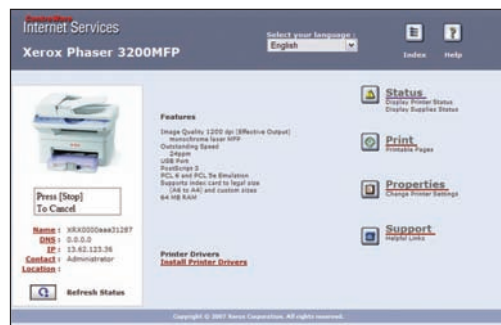 CentreWare
Internet Services
Xerox Phaser 3200MFP
Select your language :
English
Index
Help
Press [Stop]
To Cancel
Name : XRX0000aaa31287
DNS : 0.0.0.0
IP : 13.62.123.36
Contact : Administrator
Location :
Refresh Status
Features
Image Quality 1200 dpi (Effective Output)
monochrome laser MFP
Outstanding Speed
24ppm
USB Port
PostScript 3
PCL 6 and PCL 5e Emulation
Supports index card to legal size
(A6 to A4) and custom sizes
64 MB RAM
Printer Drivers
Install Printer Drivers
Status
Display Printer Status
Display Supplies Status
Print
Printable Pages
Properties
Change Printer Settings
Support
Helpful Links
Copyright © 2007 Xerox Corporation. All rights reserved.